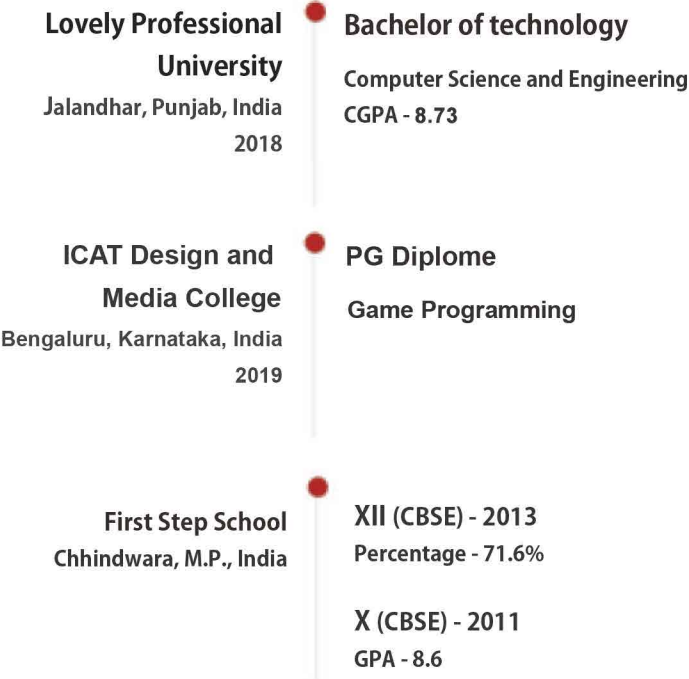 Lovely Professional
University
Jalandhar, Punjab, India
2018
Bachelor of technology
Computer Science and Engineering
CGPA - 8.73
ICAT Design and
Media College
Bengaluru, Karnataka, India
2019
PG Diplome
Game Programming
First Step School
Chhindwara, M.P., India
XII (CBSE) - 2013
Percentage - 71.6%
X (CBSE) - 2011
GPA - 8.6